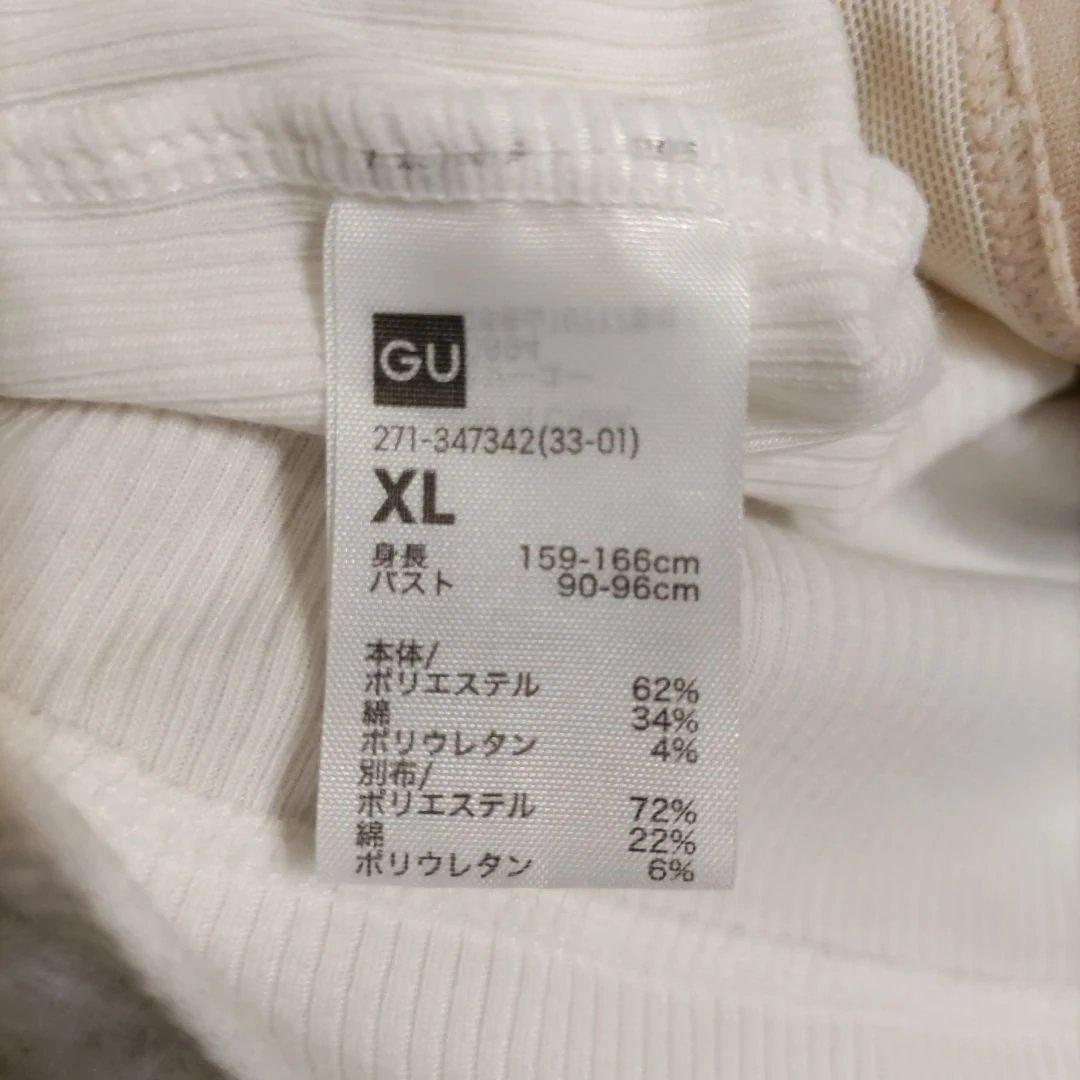 GU
271-347342(33-01)
XL
身長 159-166cm
バスト 90-96cm
本体/
ポリエステル 62%
綿 34%
ポリウレタン 4%
別布/
ポリエステル 72%
綿 22%
ポリウレタン 6%